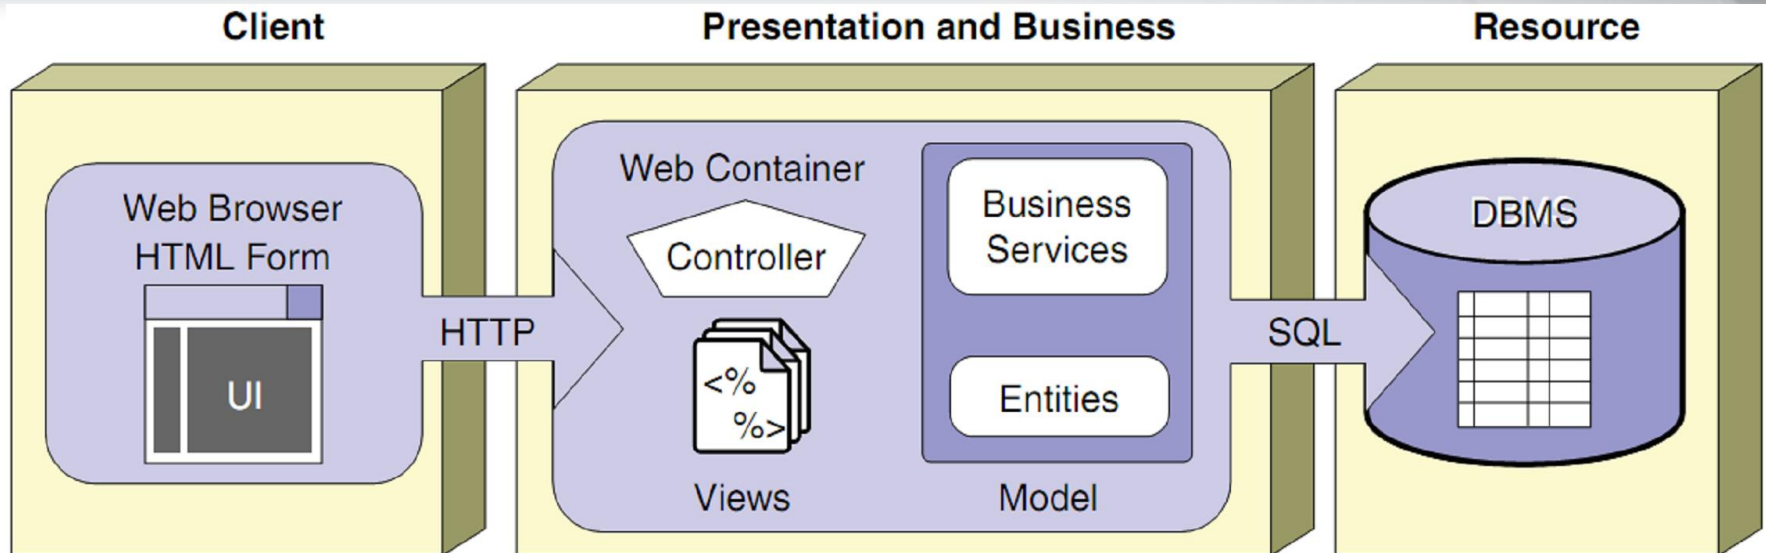 Client
Presentation and Business
Resource
Web Browser
HTML Form
UI
HTTP
Web Container
Controller
<%
%>
Views
Business
Services
Entities
Model
SQL
DBMS